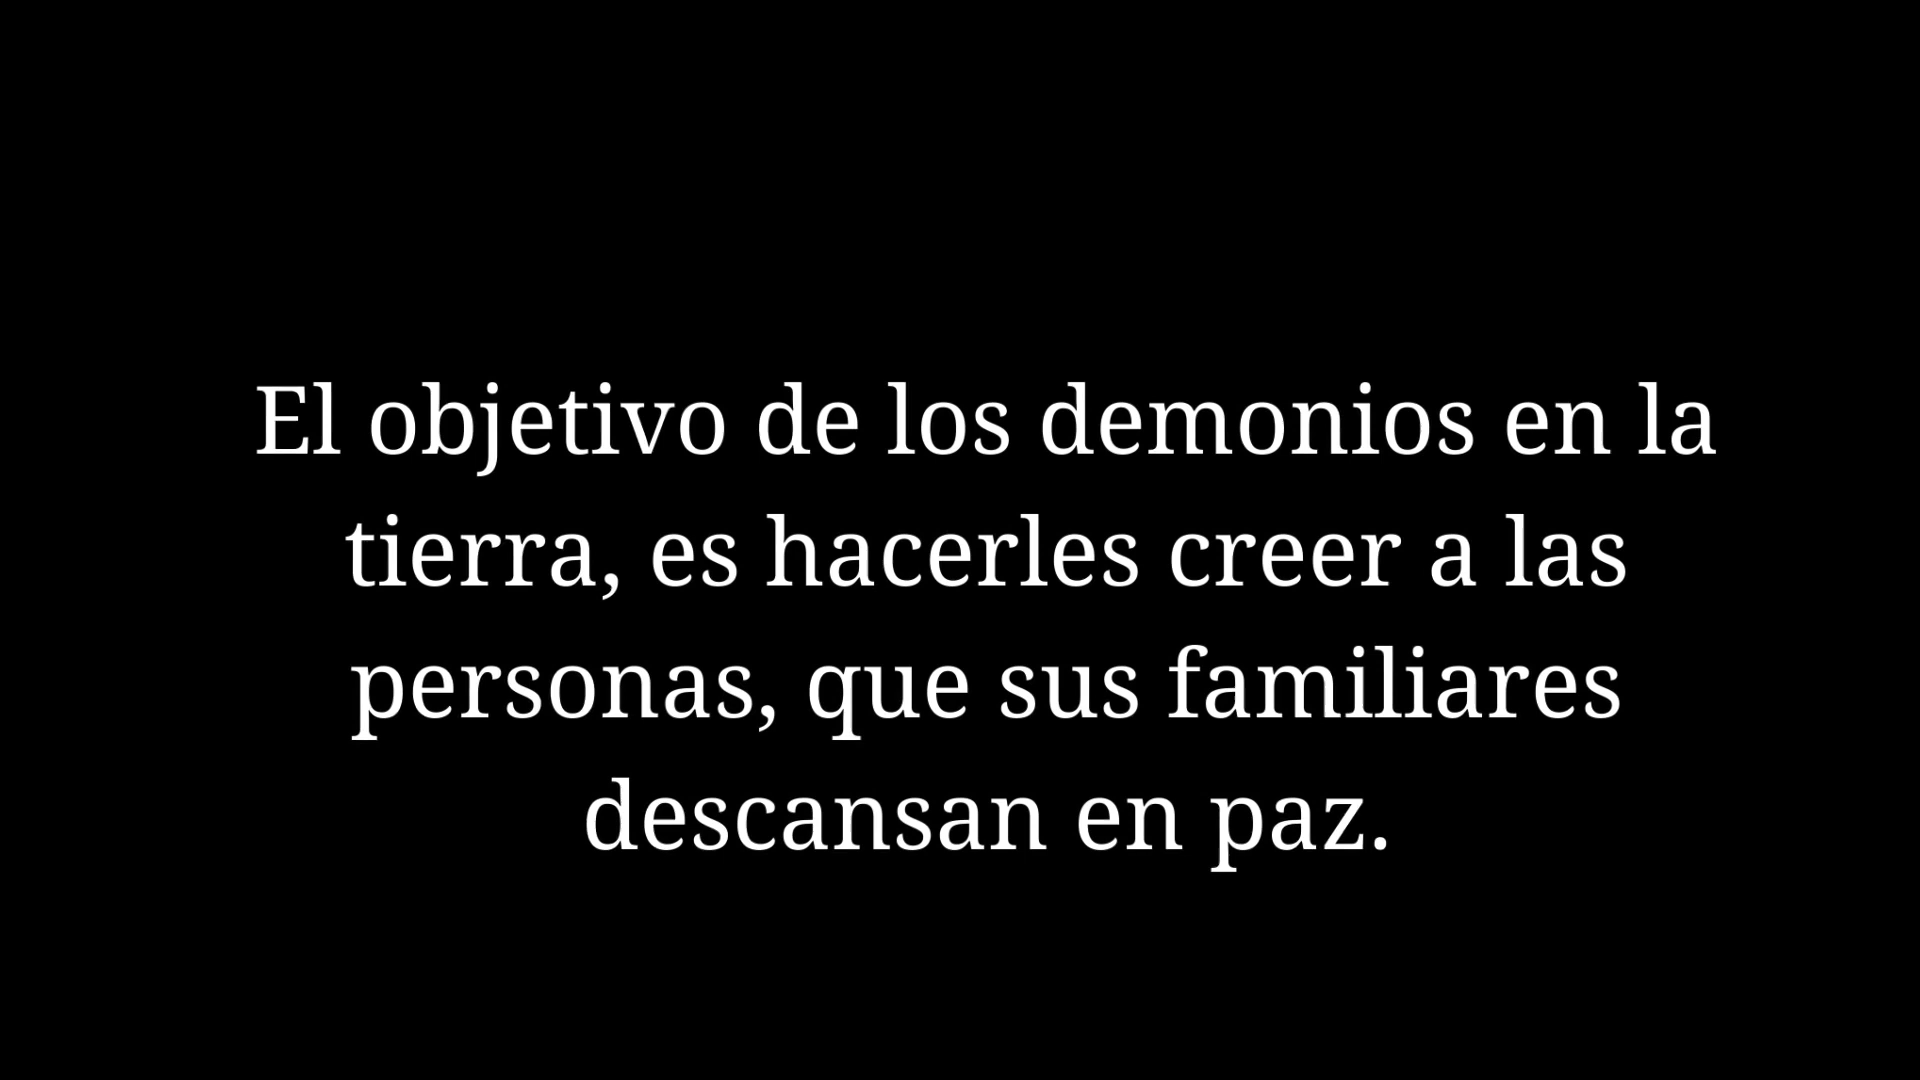 El objetivo de los demonios en la
tierra, es hacerles creer a las
personas, que sus familiares
descansan en paz.